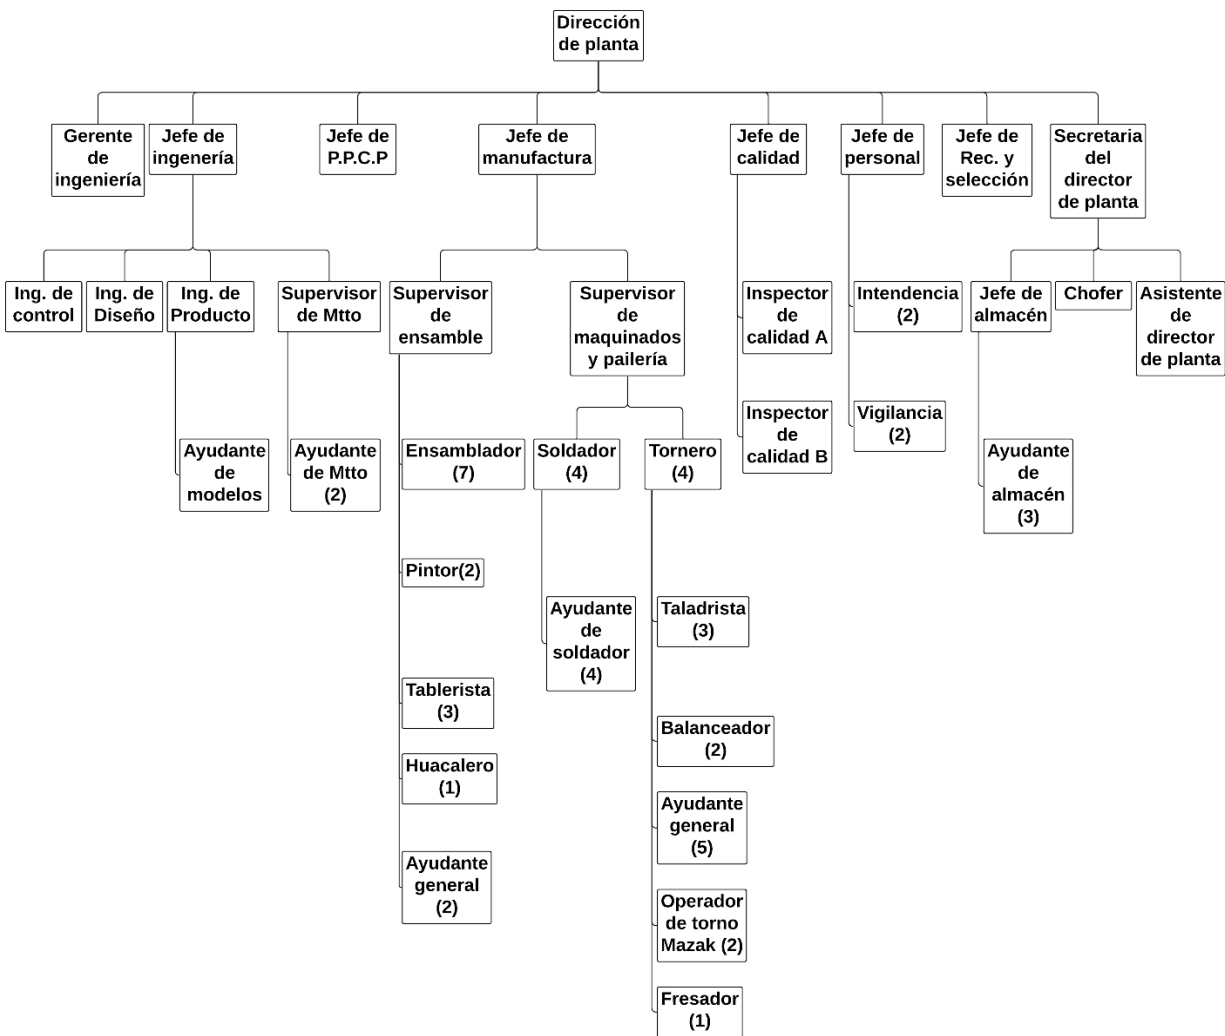 Dirección
de planta
Gerente
de
ingeniería
Jefe de
ingenería
Jefe de
P.P.C.P
Jefe de
manufactura
Jefe de
calidad
Jefe de
personal
Jefe de
Rec. y
selección
Secretaria
del
director
de planta
Ing. de
control
Ing. de
Diseño
Ing. de
Producto
Supervisor
de Mtto
Supervisor
de
ensamble
Supervisor
de
maquinados
y pailería
Inspector
de
calidad A
Intendencia
(2)
Jefe de
almacén
Chofer
Asistente
de
director
de planta
Inspector
de
calidad B
Vigilancia
(2)
Ayudante
de
modelos
Ayudante
de Mtto
(2)
Ensamblador
(7)
Soldador
(4)
Tornero
(4)
Ayudante
de
almacén
(3)
Pintor(2)
Ayudante
de
soldador
(4)
Taladrista
(3)
Tablerista
(3)
Balanceador
(2)
Huacalero
(1)
Ayudante
general
(5)
Ayudante
general
(2)
Operador
de torno
Mazak (2)
Fresador
(1)